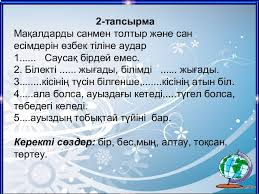 2-тапсырма
Мақалдарды санмен толтыр және сан
есімдерін өзбек тіліне аудар
1...... Саусақ бірдей емес.
2. Білекті ...... жығады, білімді ...... жығады.
3........кісінің түсін білгенше,.......кісінің атын біл.
4.....ала болса, ауыздағы кетеді,....түгел болса,
төбедегі келеді.
5....ауыздың тобықтай түйіні бар.
Керекті сөздер: бір, бес,мың, алтау, тоқсан,
төртеу.